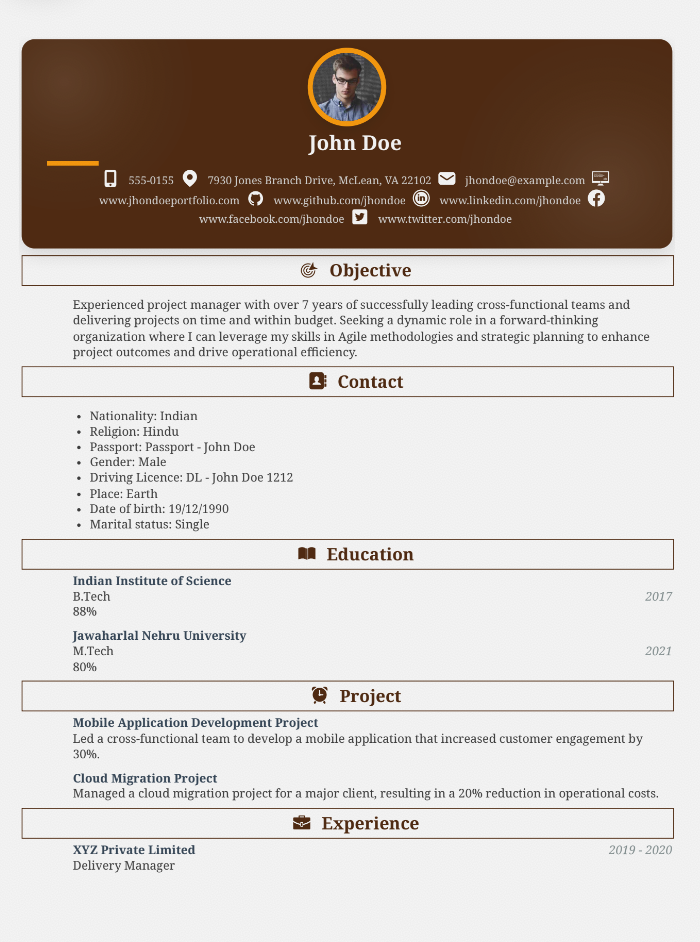 John Doe
555-0155 7930 Jones Branch Drive, McLean, VA 22102 jhondoe@example.com
www.jhondoeportfolio.com www.github.com/jhondoe www.linkedin.com/jhondoe
www.facebook.com/jhondoe www.twitter.com/jhondoe
Objective
Experienced project manager with over 7 years of successfully leading cross-functional teams and
delivering projects on time and within budget. Seeking a dynamic role in a forward-thinking
organization where I can leverage my skills in Agile methodologies and strategic planning to enhance
project outcomes and drive operational efficiency.
Contact
• Nationality: Indian
• Religion: Hindu
• Passport: Passport - John Doe
• Gender: Male
• Driving Licence: DL - John Doe 1212
• Place: Earth
• Date of birth: 19/12/1990
• Marital status: Single
Education
Indian Institute of Science
B.Tech 2017
88%
Jawaharlal Nehru University
M.Tech 2021
80%
Project
Mobile Application Development Project
Led a cross-functional team to develop a mobile application that increased customer engagement by
30%.
Cloud Migration Project
Managed a cloud migration project for a major client, resulting in a 20% reduction in operational costs.
Experience
XYZ Private Limited 2019 - 2020
Delivery Manager